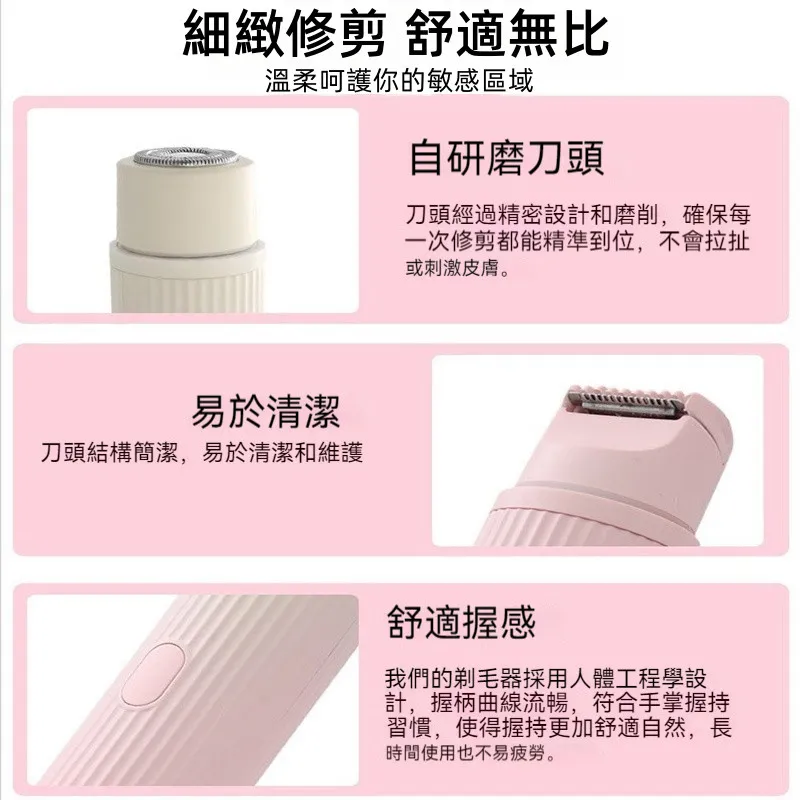 細緻修剪 舒適無比
溫柔呵護你的敏感區域
自研磨刀頭
刀頭經過精密設計和磨削，確保每
一次修剪都能精準到位，不會拉扯
或刺激皮膚。
易於清潔
刀頭結構簡潔，易於清潔和維護
舒適握感
我們的剃毛器採用人體工程學設
計，握柄曲線流暢，符合手掌握持
習慣，使得握持更加舒適自然，長
時間使用也不易疲勞。